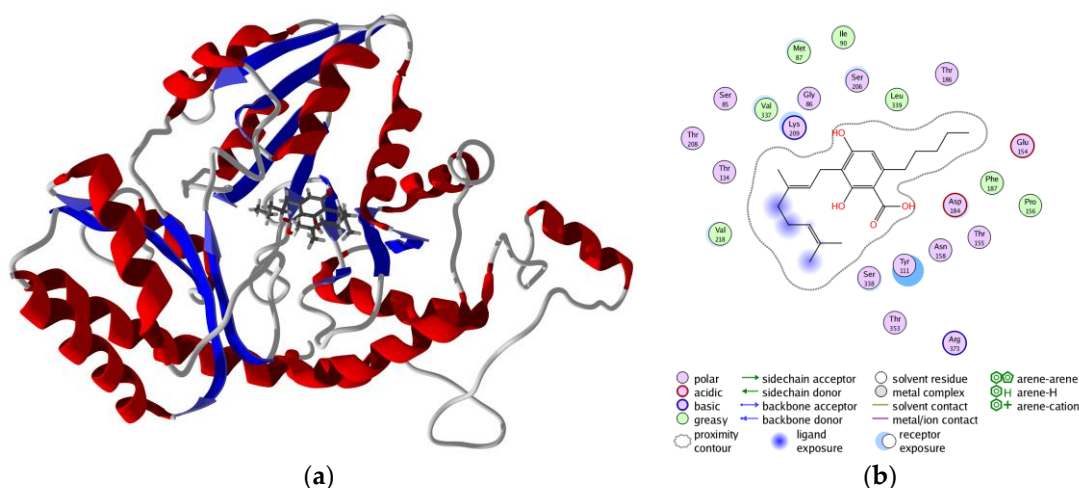 Ile
90
Met
87
Ser
206
Thr
186
Ser
85
Gly
86
Leu
339
Val
337
Lys
209
Thr
208
Glu
154
Thr
114
Phe
187
Pro
156
Asp
184
Val
218
Thr
155
Asn
158
Tyr
111
Ser
338
Thr
353
Arg
373
HO
HO
O
OH
polar
acidic
basic
greasy
proximity
contour
sidechain acceptor
sidechain donor
backbone acceptor
backbone donor
ligand
exposure
solvent residue
metal complex
solvent contact
metal/ion contact
receptor
exposure
arene-arene
H arene-H
+ arene-cation
(a)
(b)